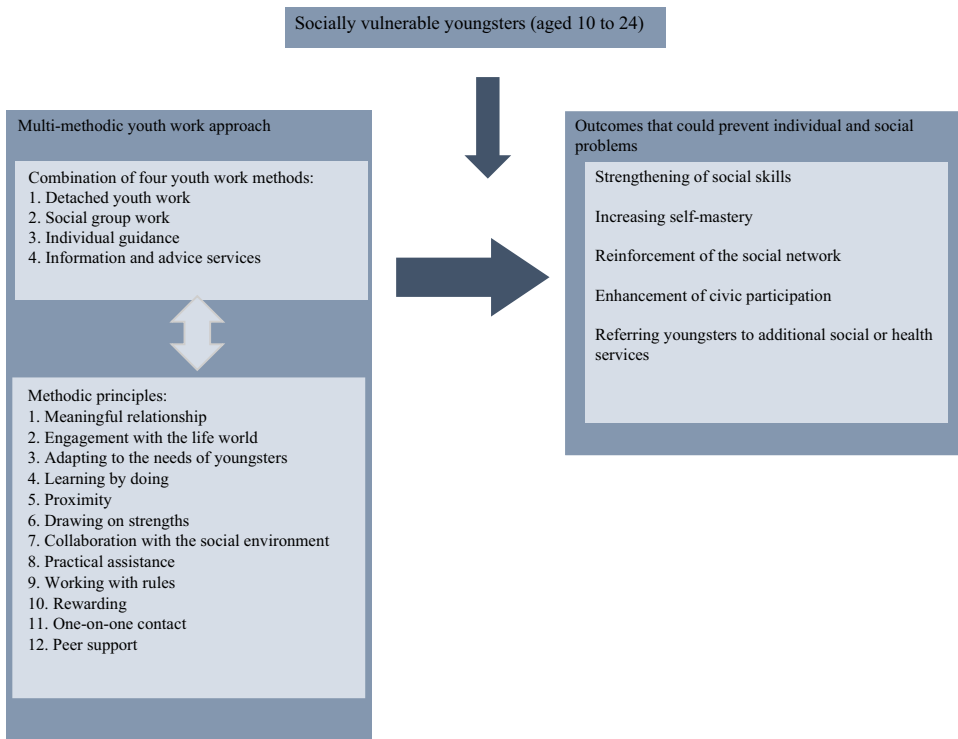 Socially vulnerable youngsters (aged 10 to 24)
Multi-methodic youth work approach
Combination of four youth work methods:
1. Detached youth work
2. Social group work
3. Individual guidance
4. Information and advice services
Methodic principles:
1. Meaningful relationship
2. Engagement with the life world
3. Adapting to the needs of youngsters
4. Learning by doing
5. Proximity
6. Drawing on strengths
7. Collaboration with the social environment
8. Practical assistance
9. Working with rules
10. Rewarding
11. One-on-one contact
12. Peer support
Outcomes that could prevent individual and social
problems
Strengthening of social skills
Increasing self-mastery
Reinforcement of the social network
Enhancement of civic participation
Referring youngsters to additional social or health
services